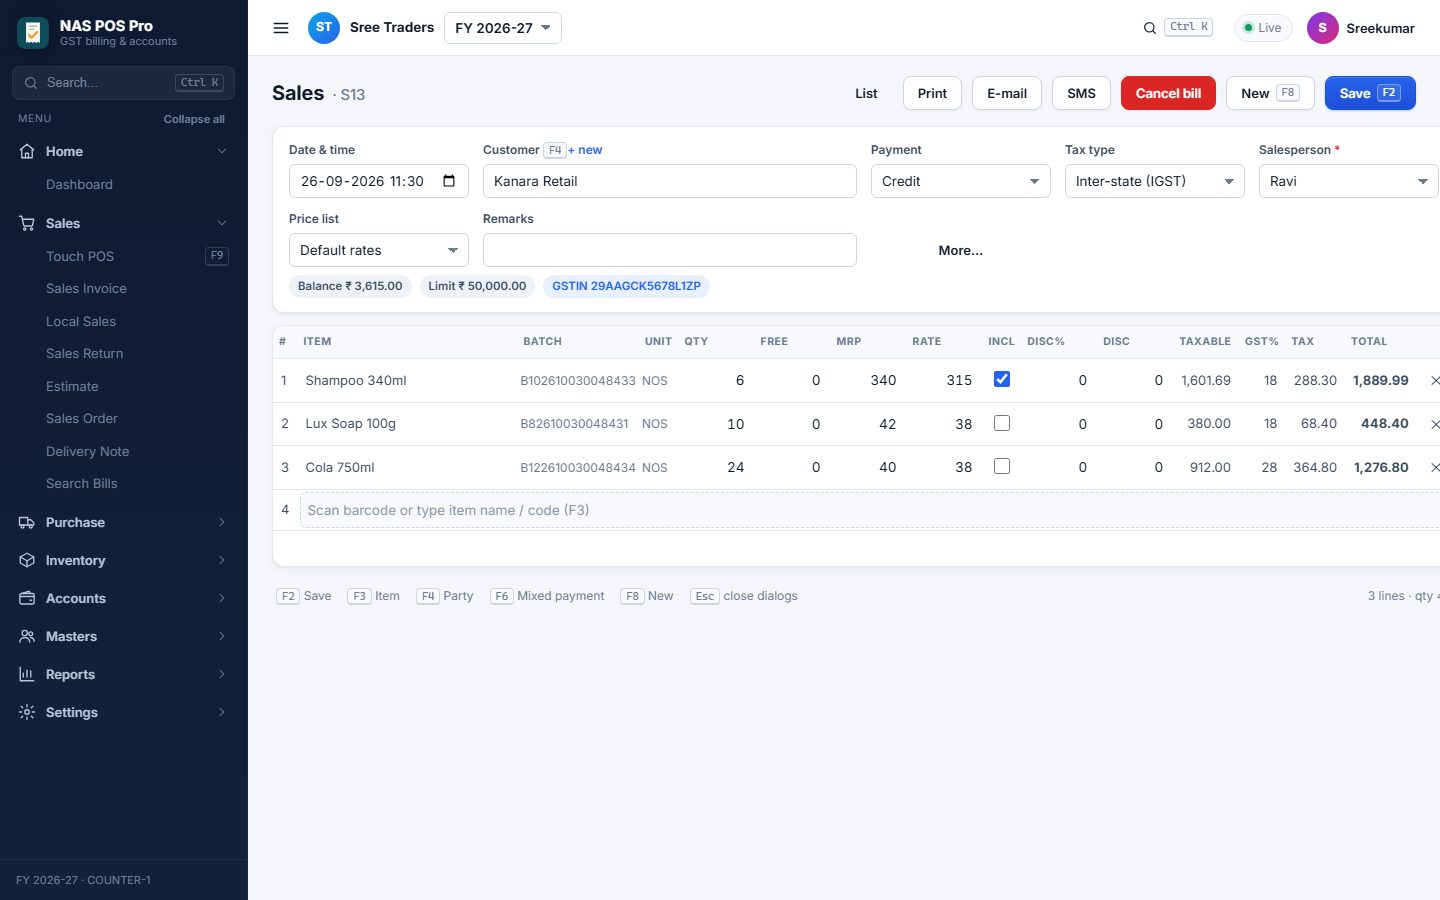 NAS POS Pro
GST billing & accounts
Search... Ctrl K
MENU Collapse all
Home
Dashboard
Sales
Touch POS F9
Sales Invoice
Local Sales
Sales Return
Estimate
Sales Order
Delivery Note
Search Bills
Purchase
Inventory
Accounts
Masters
Reports
Settings
FY 2026-27 · COUNTER-1
ST Sree Traders FY 2026-27 Ctrl K Live S Sreekumar
Sales · S13 List Print E-mail SMS Cancel bill New F8 Save F2
Date & time Customer F4 + new Payment Tax type Salesperson *
26-09-2026 11:30 Kanara Retail Credit Inter-state (IGST) Ravi
Price list Remarks
Default rates More...
Balance ₹ 3,615.00 Limit ₹ 50,000.00 GSTIN 29AAGCK5678L1ZP
# ITEM BATCH UNIT QTY FREE MRP RATE INCL DISC% DISC TAXABLE GST% TAX TOTAL
1 Shampoo 340ml B102610030048433 NOS 6 0 340 315 0 0 1,601.69 18 288.30 1,889.99
2 Lux Soap 100g B82610030048431 NOS 10 0 42 38 0 0 380.00 18 68.40 448.40
3 Cola 750ml B122610030048434 NOS 24 0 40 38 0 0 912.00 28 364.80 1,276.80
4 Scan barcode or type item name / code (F3)
F2 Save F3 Item F4 Party F6 Mixed payment F8 New Esc close dialogs 3 lines · qty